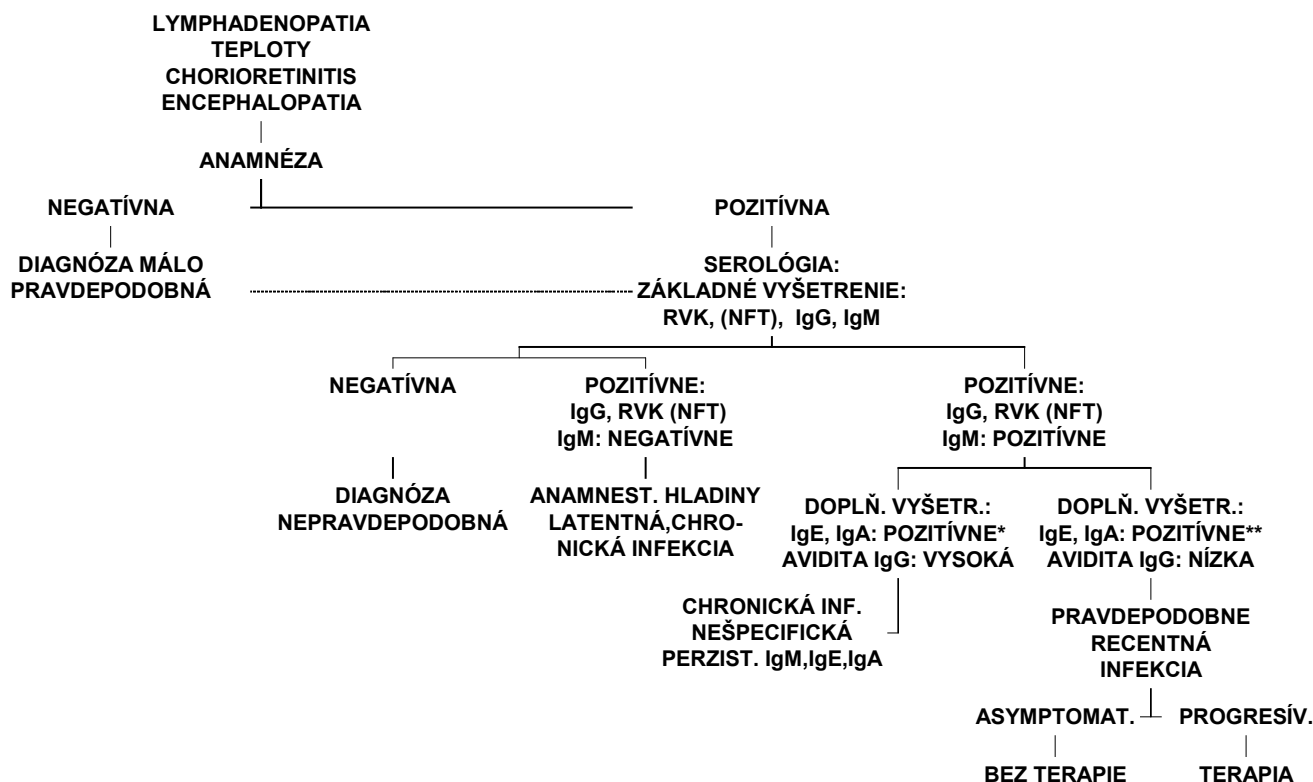 LYMPHADENOPATIA
TEPLOTY
CHORIORETINITIS
ENCEPHALOPATIA
ANAMNÉZA
NEGATÍVNA
POZITÍVNA
DIAGNÓZA MÁLO
PRAVDEPODOBNÁ
SEROLÓGIA:
ZÁKLADNÉ VYŠETRENIE:
RVK, (NFT), IgG, IgM
NEGATÍVNA
POZITÍVNE:
IgG, RVK (NFT)
IgM: NEGATÍVNE
POZITÍVNE:
IgG, RVK (NFT)
IgM: POZITÍVNE
DIAGNÓZA
NEPRAVDEPODOBNÁ
ANAMNEST. HLADINY
LATENTNÁ,CHRO-
NICKÁ INFEKCIA
DOPLŇ. VYŠETR.:
IgE, IgA: POZITÍVNE*
AVIDITA IgG: VYSOKÁ
DOPLŇ. VYŠETR.:
IgE, IgA: POZITÍVNE**
AVIDITA IgG: NÍZKA
CHRONICKÁ INF.
NEŠPECIFICKÁ
PERZIST. IgM,IgE,IgA
PRAVDEPODOBNE
RECENTNÁ
INFEKCIA
ASYMPTOMAT.
PROGRESÍV.
BEZ TERAPIE
TERAPIA